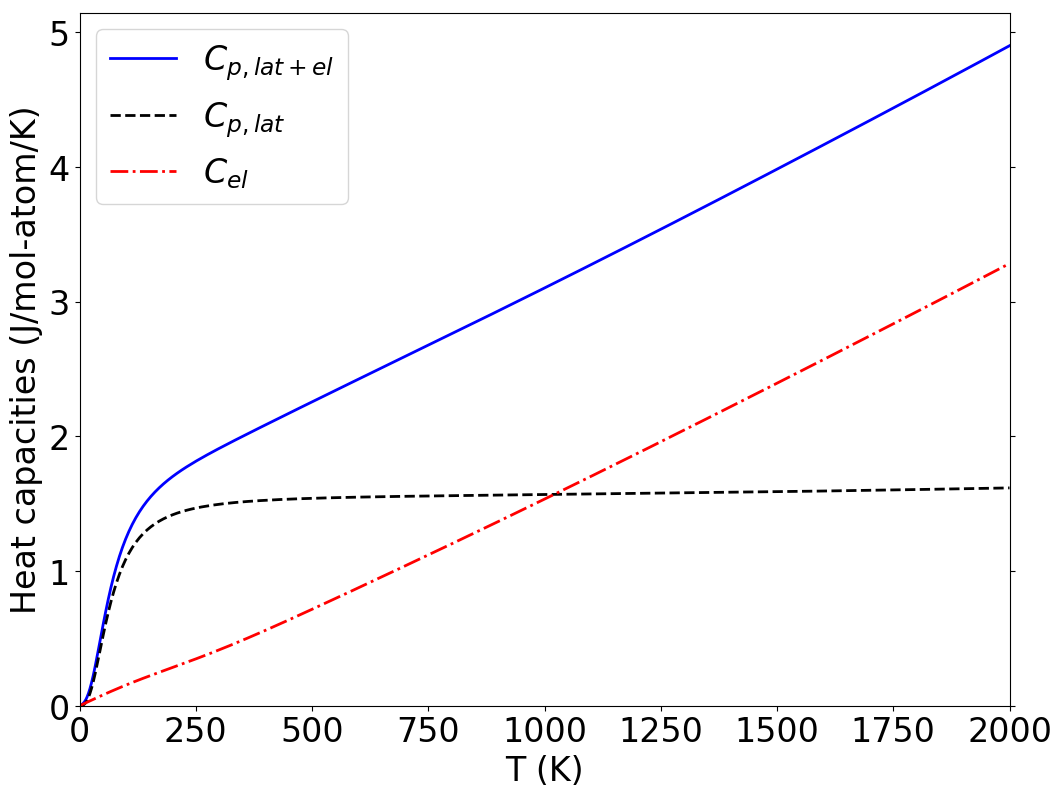 C_{p, lat+el}
C_{p, lat}
C_{el}
Heat capacities (J/mol-atom/K)
5
4
3
2
1
0
0 250 500 750 1000 1250 1500 1750 2000
T (K)